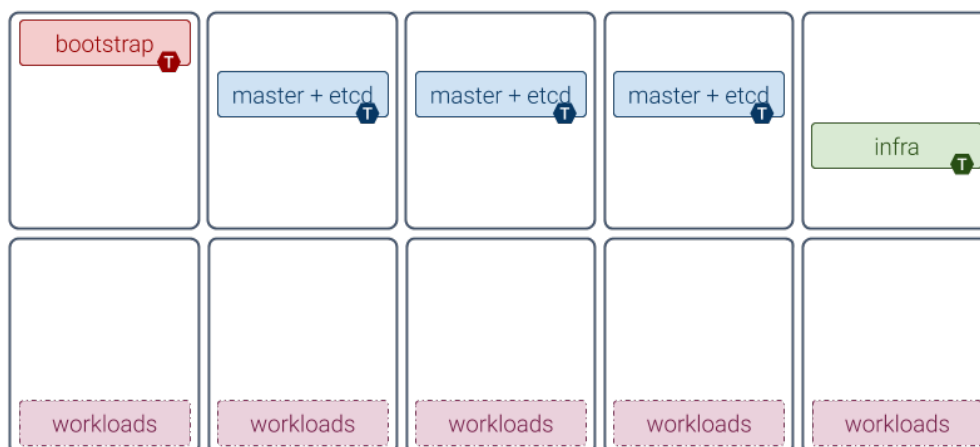 bootstrap
T
master + etcd
T
master + etcd
T
master + etcd
T
infra
T
workloads
workloads
workloads
workloads
workloads